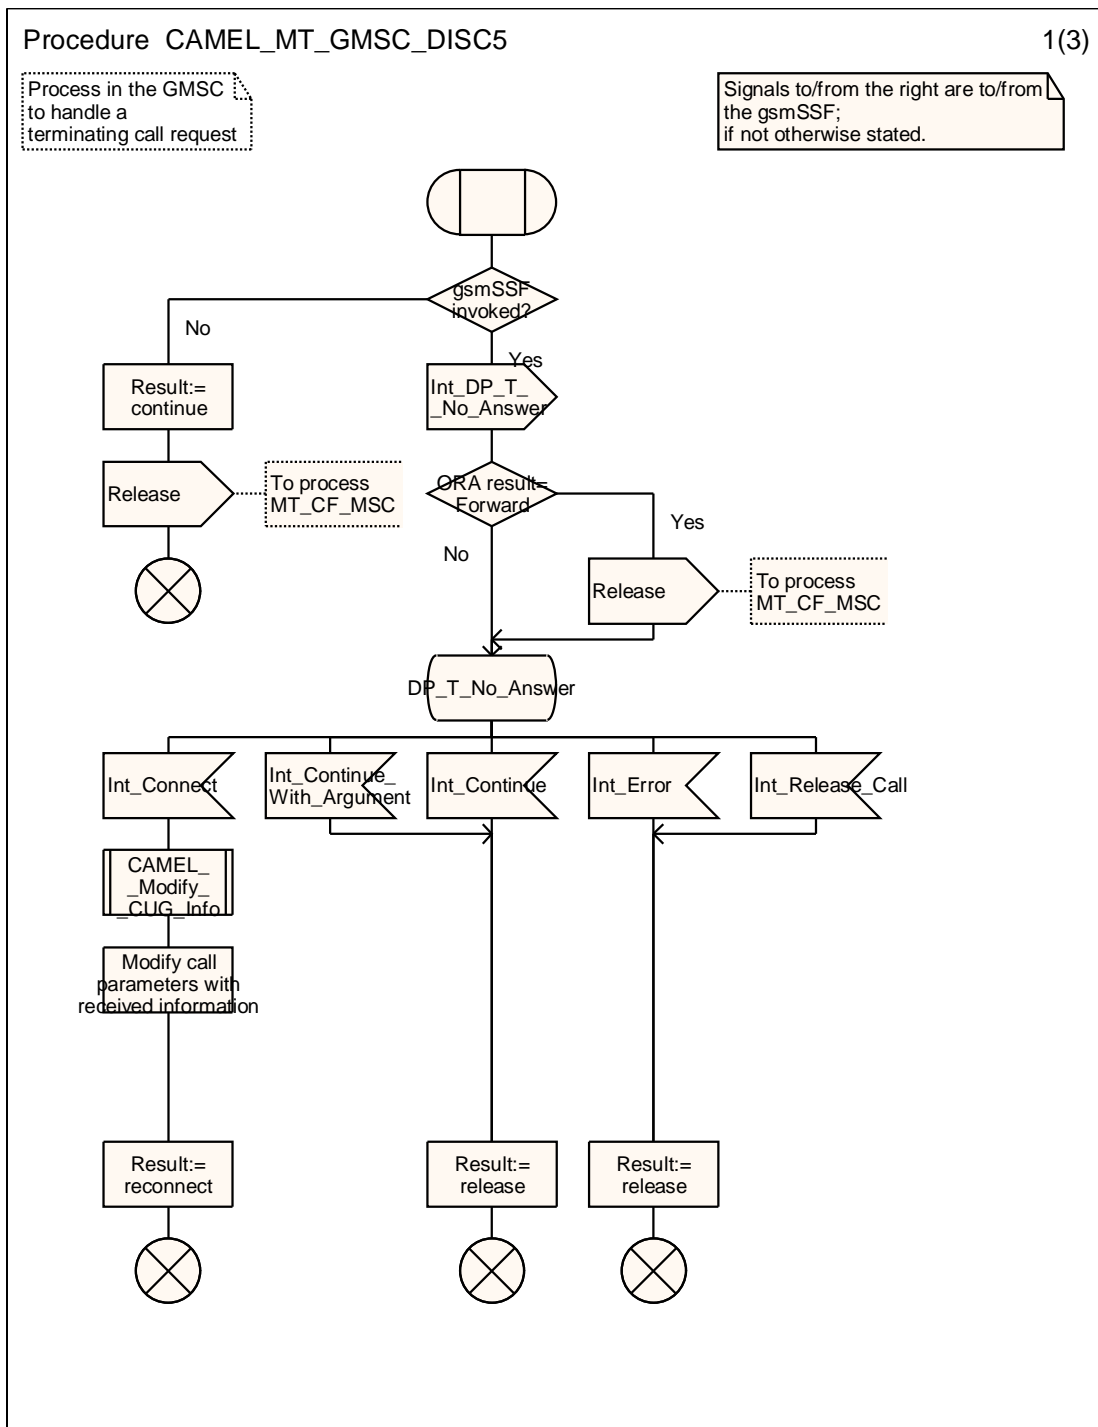 Procedure CAMEL_MT_GMSC_DISC5
1(3)
Process in the GMSC
to handle a
terminating call request
Signals to/from the right are to/from
the gsmSSF;
if not otherwise stated.
gsmSSF
invoked?
No
Yes
Result:=
continue
Int_DP_T_
_No_Answer
Release
To process
MT_CF_MSC
ORA result=
Forward
Yes
No
Release
To process
MT_CF_MSC
DP_T_No_Answer
Int_Connect
Int_Continue_
With_Argument
Int_Continue
Int_Error
Int_Release_Call
CAMEL_
_Modify_
_CUG_Info
Modify call
parameters with
received information
Result:=
reconnect
Result:=
release
Result:=
release